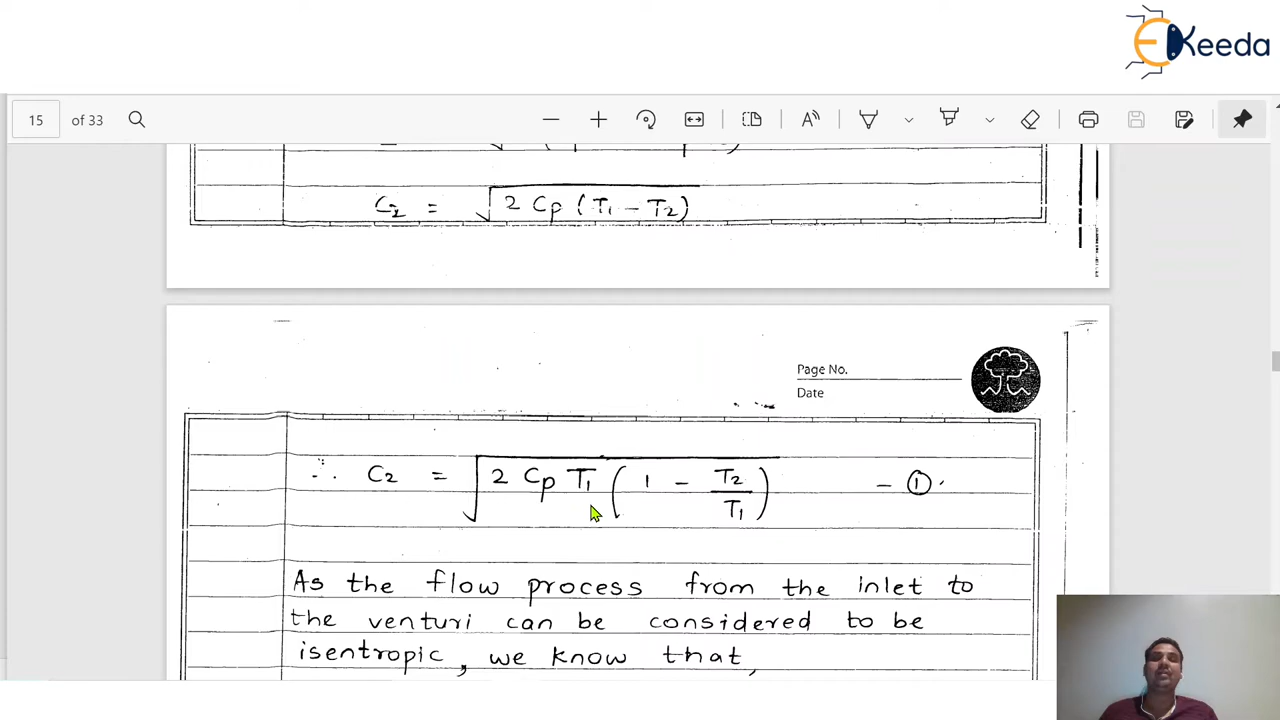 EKeeda
15 of 33
C₂ = √(2 Cp (T₁ – T₂))
Page No.
Date
∴ C₂ = √(2 Cp T₁ (1 – T₂/T₁)) – ①
As the flow process from the inlet to
the venturi can be considered to be
isentropic, we know that,